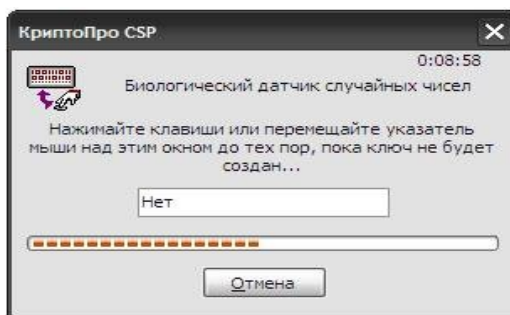 КриптоПро CSP
0:08:58
Биологический датчик случайных чисел
Нажимайте клавиши или перемещайте указатель
мыши над этим окном до тех пор, пока ключ не будет
создан...
Нет
Отмена